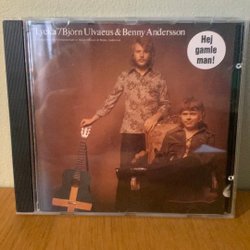 Lycka/Björn Ulvaeus & Benny Andersson
Hej
gamle
man!